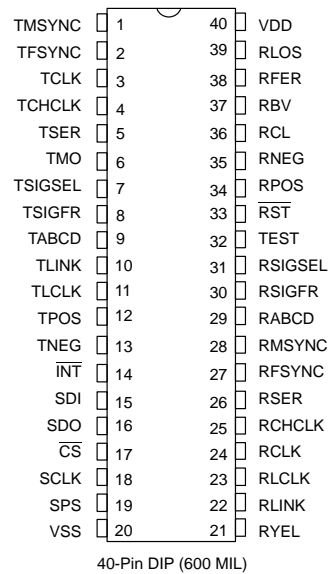 TMSYNC 1 40 VDD
TFSYNC 2 39 RLOS
TCLK 3 38 RFER
TCHCLK 4 37 RBV
TSER 5 36 RCL
TMO 6 35 RNEG
TSIGSEL 7 34 RPOS
TSIGFR 8 33 RST
TABCD 9 32 TEST
TLINK 10 31 RSIGSEL
TLCLK 11 30 RSIGFR
TPOS 12 29 RABCD
TNEG 13 28 RMSYNC
INT 14 27 RFSYNC
SDI 15 26 RSER
SDO 16 25 RCHCLK
CS 17 24 RCLK
SCLK 18 23 RLCLK
SPS 19 22 RLINK
VSS 20 21 RYEL
40-Pin DIP (600 MIL)